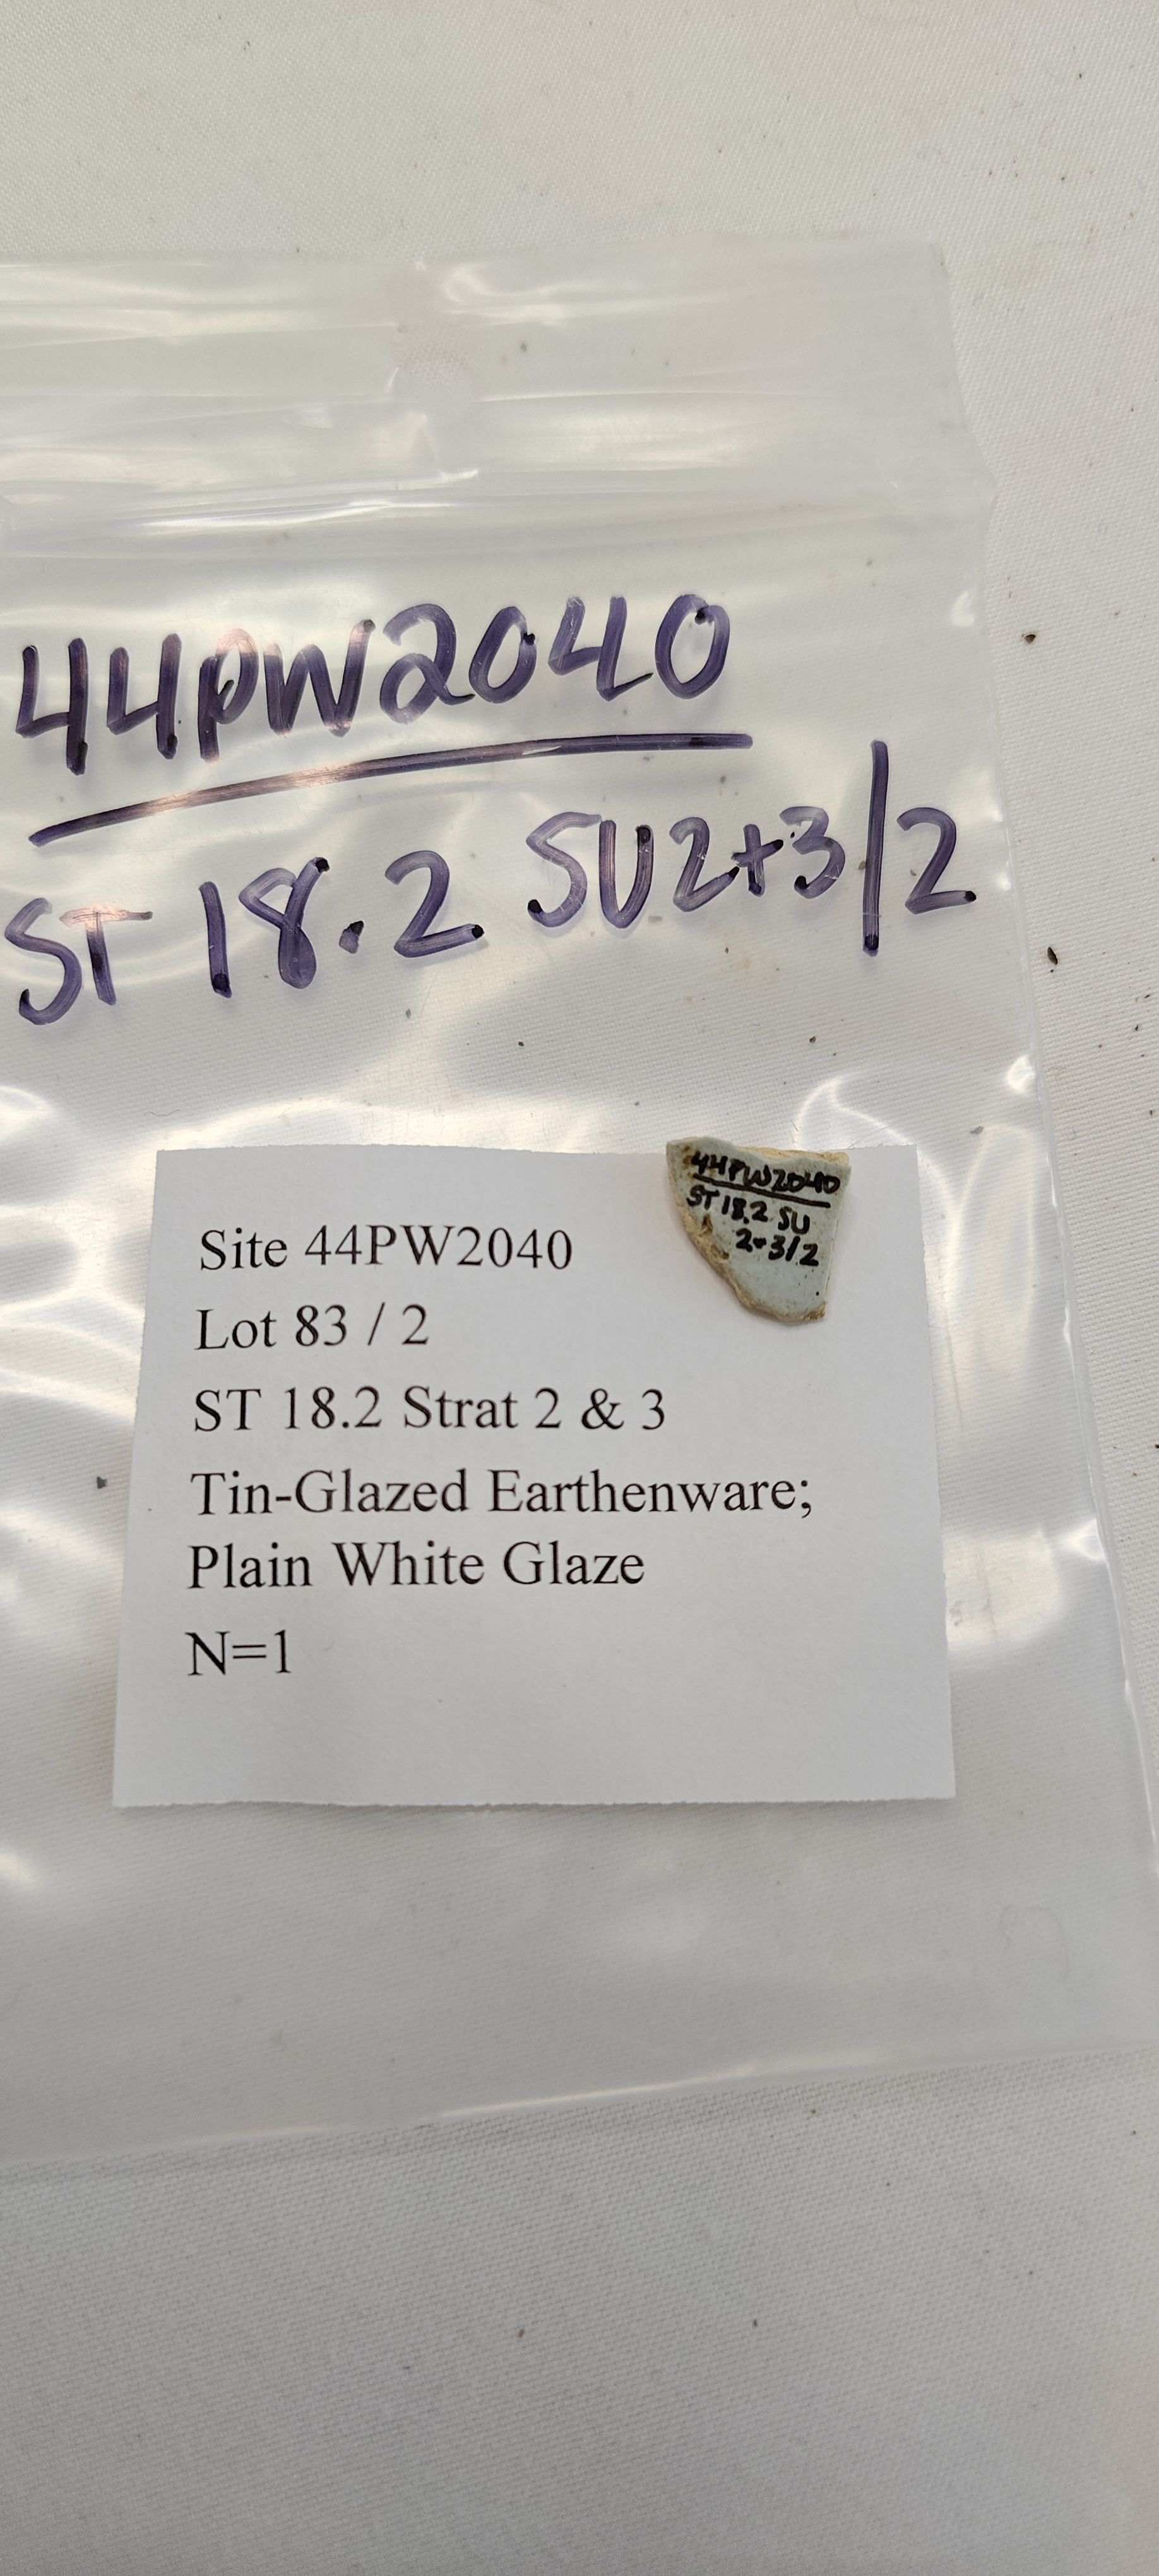 44PW2040
ST 18.2 SU2+3/2
44PW2040
ST 18.2 SU
2+3/2
Site 44PW2040
Lot 83 / 2
ST 18.2 Strat 2 & 3
Tin-Glazed Earthenware;
Plain White Glaze
N=1